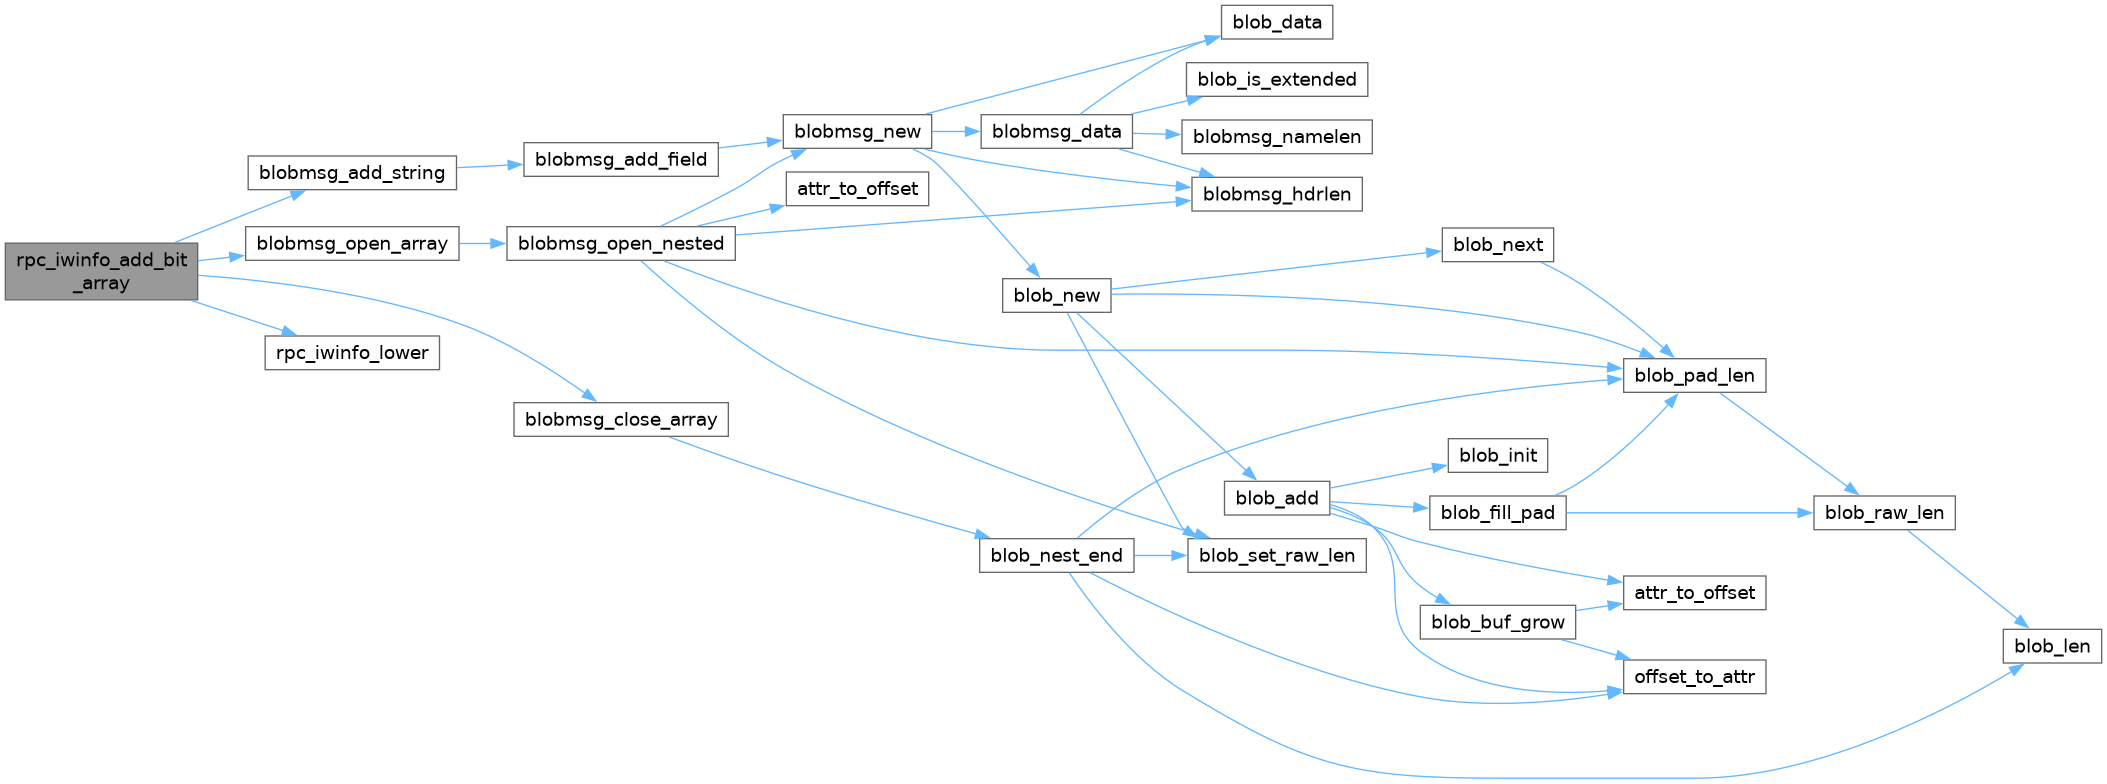 rpc_iwinfo_add_bit
_array
blobmsg_add_string
blobmsg_open_array
rpc_iwinfo_lower
blobmsg_close_array
blobmsg_add_field
blobmsg_open_nested
blobmsg_new
attr_to_offset
blob_nest_end
blobmsg_data
blob_new
blob_data
blob_is_extended
blobmsg_namelen
blobmsg_hdrlen
blob_add
blob_set_raw_len
blob_next
blob_init
blob_fill_pad
blob_buf_grow
blob_pad_len
attr_to_offset
offset_to_attr
blob_raw_len
blob_len